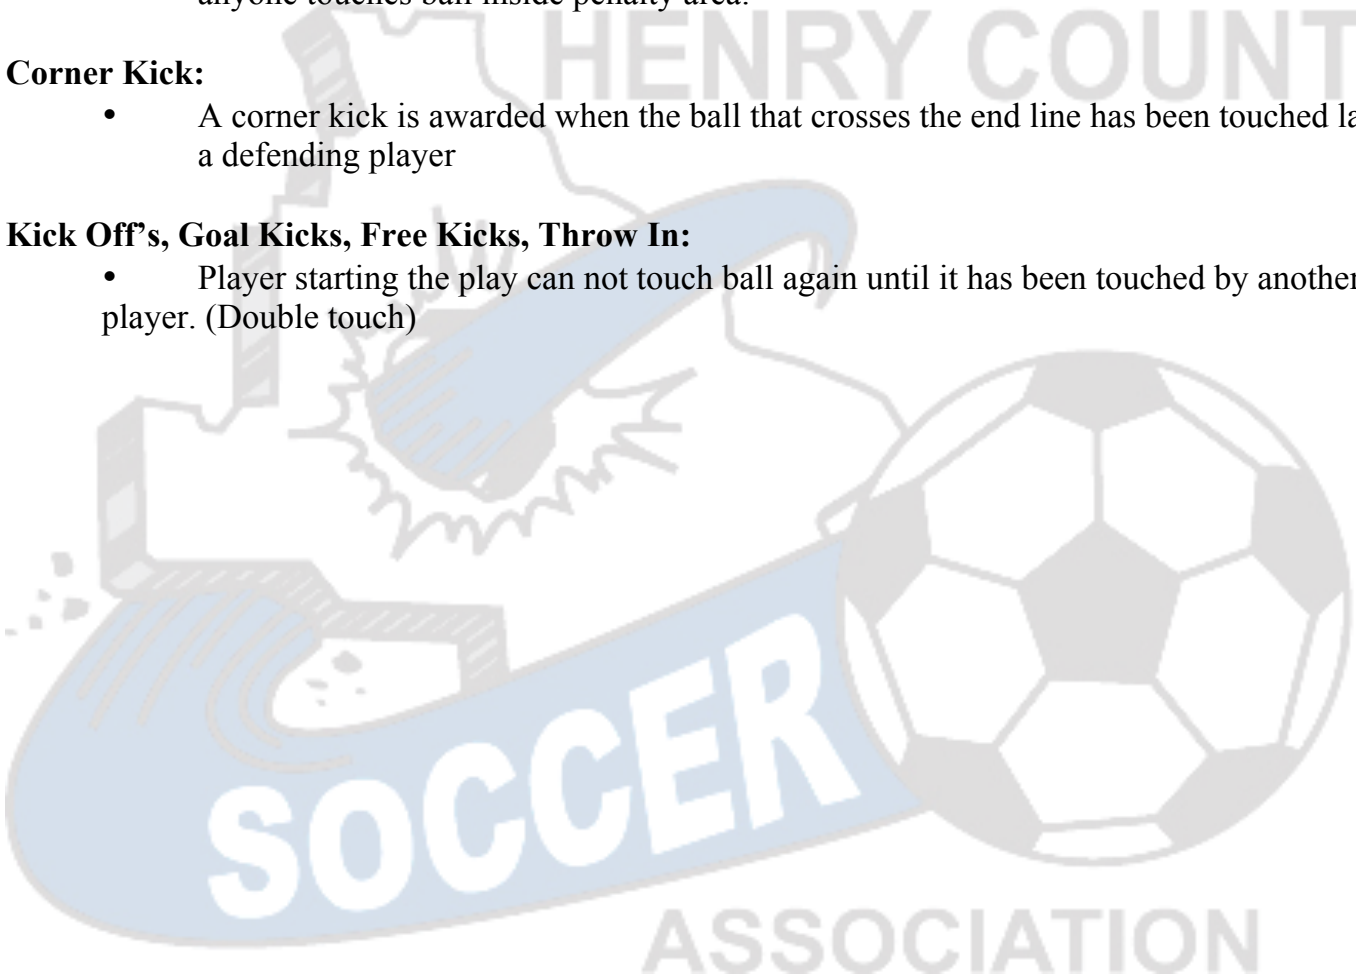 anyone touches ball inside penalty area.
HENRY COUNT
Corner Kick:
• A corner kick is awarded when the ball that crosses the end line has been touched la
a defending player
Kick Off’s, Goal Kicks, Free Kicks, Throw In:
• Player starting the play can not touch ball again until it has been touched by another
player. (Double touch)
SOCCER
ASSOCIATION